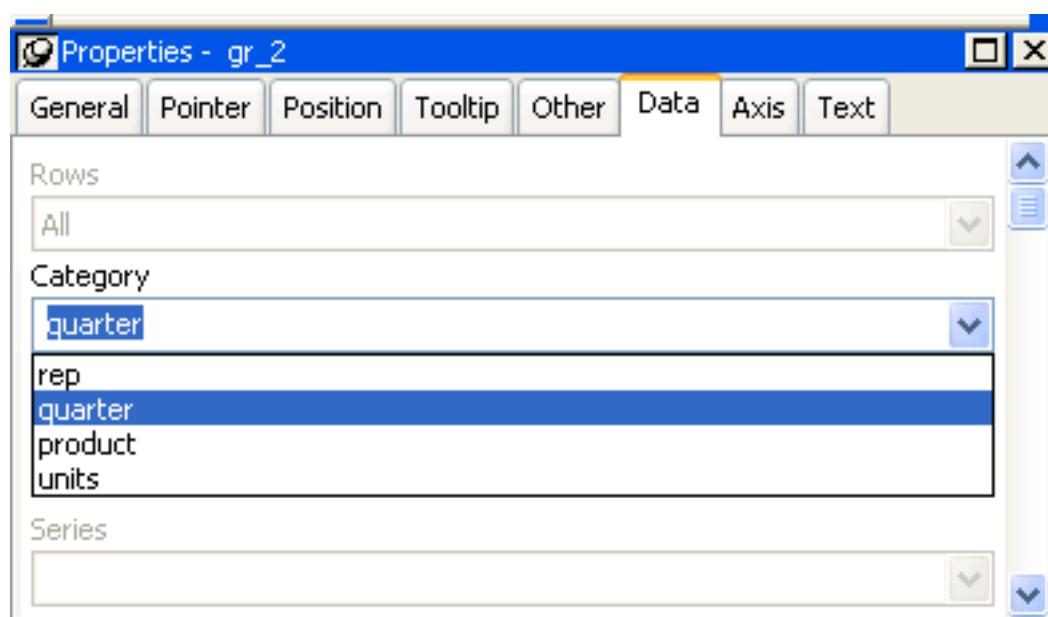 Properties - gr_2
General Pointer Position Tooltip Other Data Axis Text
Rows
All
Category
quarter
rep
quarter
product
units
Series